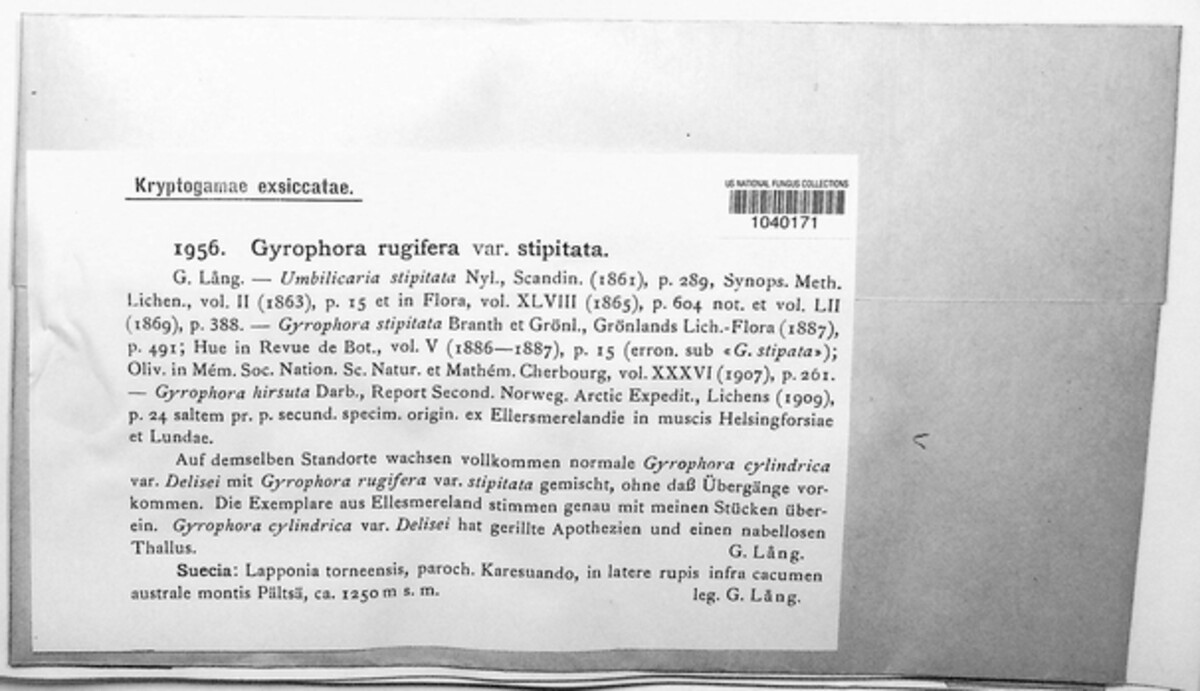 Kryptogamae exsiccatae.
US NATIONAL FUNGUS COLLECTIONS
1040171
1956. Gyrophora rugifera var. stipitata.
G. Lång. — Umbilicaria stipitata Nyl., Scandin. (1861), p. 289, Synops. Meth.
Lichen., vol. II (1863), p. 15 et in Flora, vol. XLVIII (1865), p. 604 not. et vol. LII
(1869), p. 388. — Gyrophora stipitata Branth et Grönl., Grönlands Lich.-Flora (1887),
p. 491; Hue in Revue de Bot., vol. V (1886—1887), p. 15 (erron. sub «G. stipata»);
Oliv. in Mém. Soc. Nation. Sc. Natur. et Mathém. Cherbourg, vol. XXXVI (1907), p. 261.
— Gyrophora hirsuta Darb., Report Second. Norweg. Arctic Expedit., Lichens (1909),
p. 24 saltem pr. p. secund. specim. origin. ex Ellersmerelandie in muscis Helsingforsiae
et Lundae.
Auf demselben Standorte wachsen vollkommen normale Gyrophora cylindrica
var. Delisei mit Gyrophora rugifera var. stipitata gemischt, ohne daß Übergänge vor-
kommen. Die Exemplare aus Ellesmereland stimmen genau mit meinen Stücken über-
ein. Gyrophora cylindrica var. Delisei hat gerillte Apothezien und einen nabellosen
Thallus. G. Lång.
Suecia: Lapponia torneensis, paroch. Karesuando, in latere rupis infra cacumen
australe montis Pältsä, ca. 1250 m s. m. leg. G. Lång.